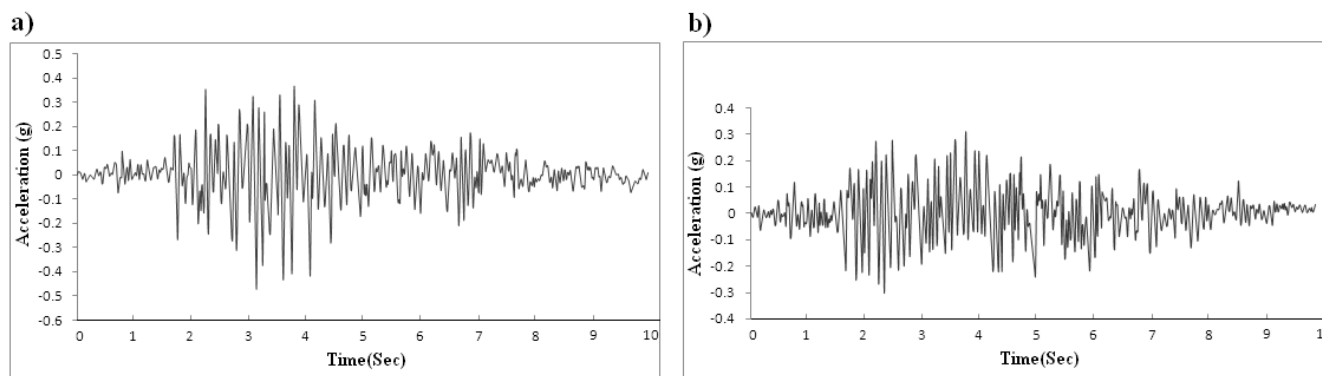 a)
0.5
0.4
0.3
0.2
0.1
0
-0.1
-0.2
-0.3
-0.4
-0.5
-0.6
Acceleration (g)
0 1 2 3 4 5 6 7 8 9 10
Time(Sec)
b)
0.4
0.3
0.2
0.1
0
-0.1
-0.2
-0.3
-0.4
Acceleration (g)
0 1 2 3 4 5 6 7 8 9 1
Time(Sec)